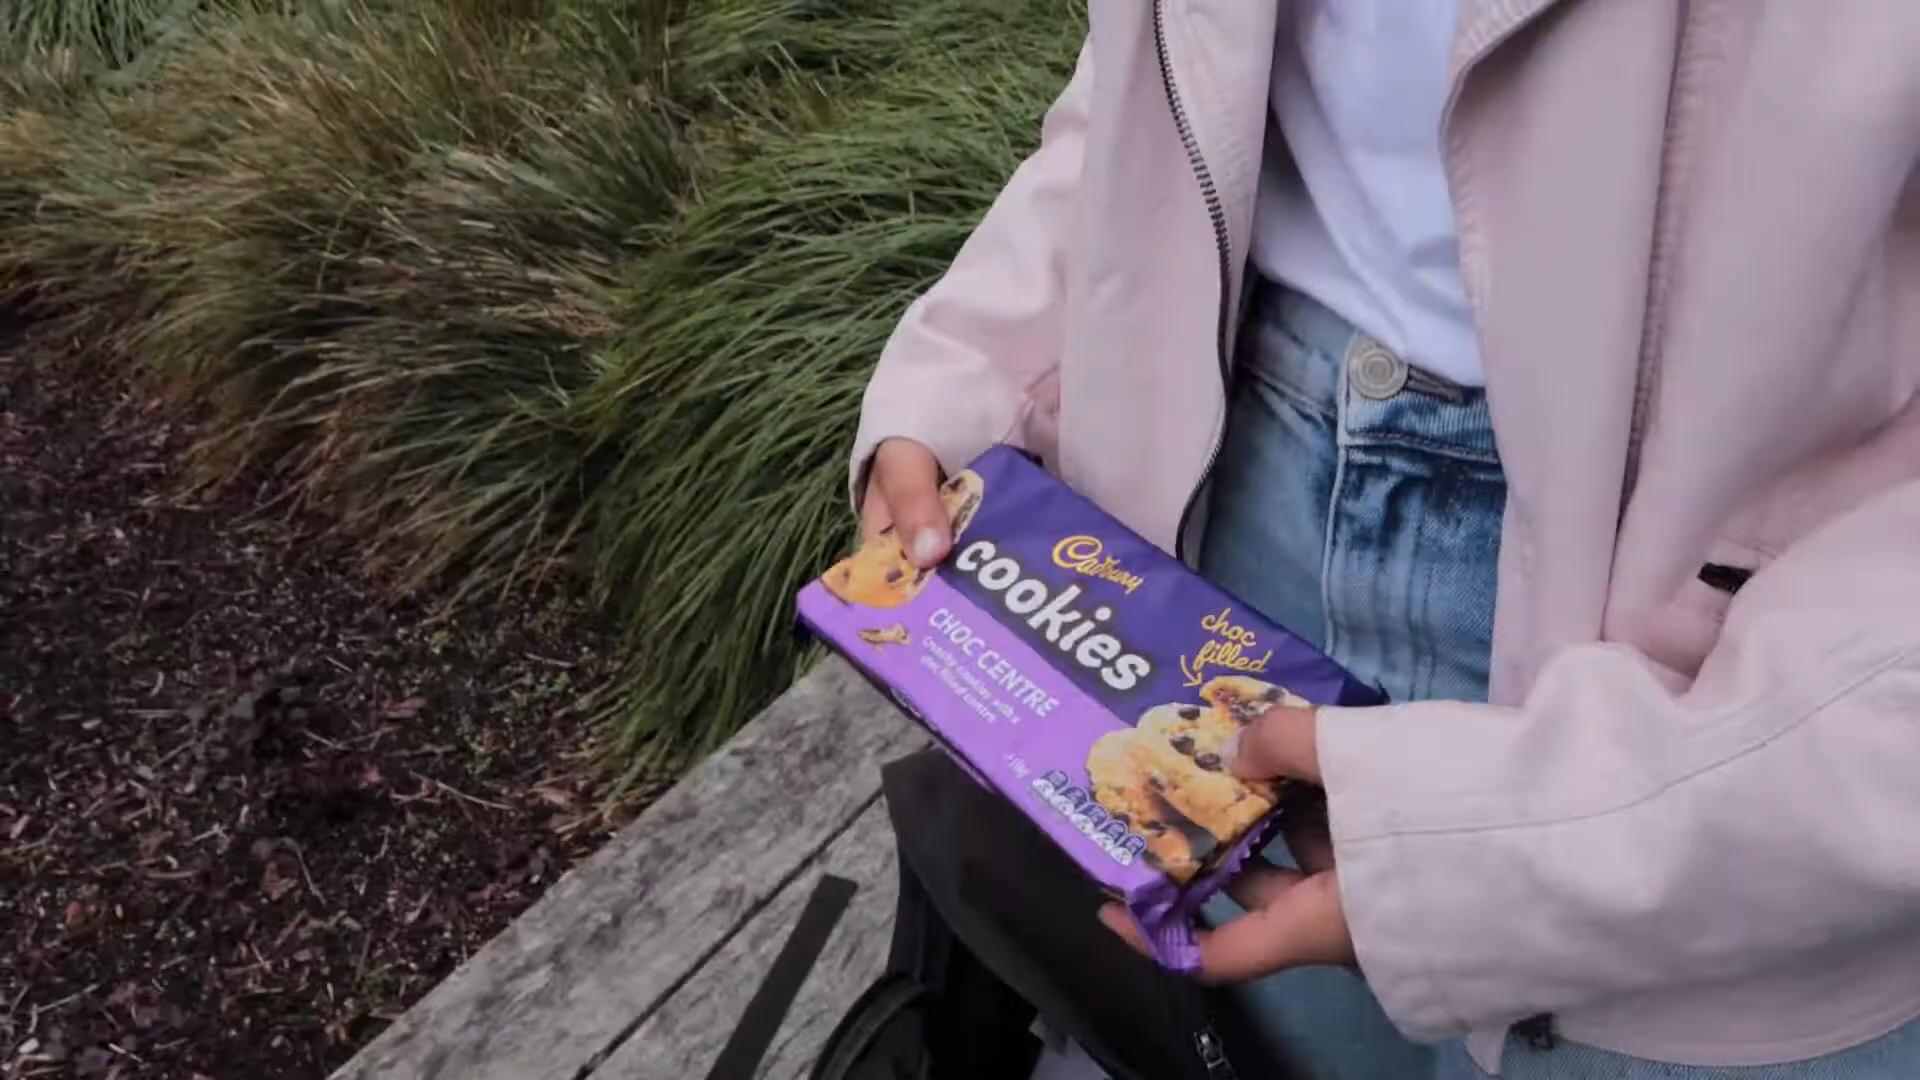 Cadbury
cookies
choc
filled
CHOC CENTRE
Crunchy cookies with a
choc filled centre